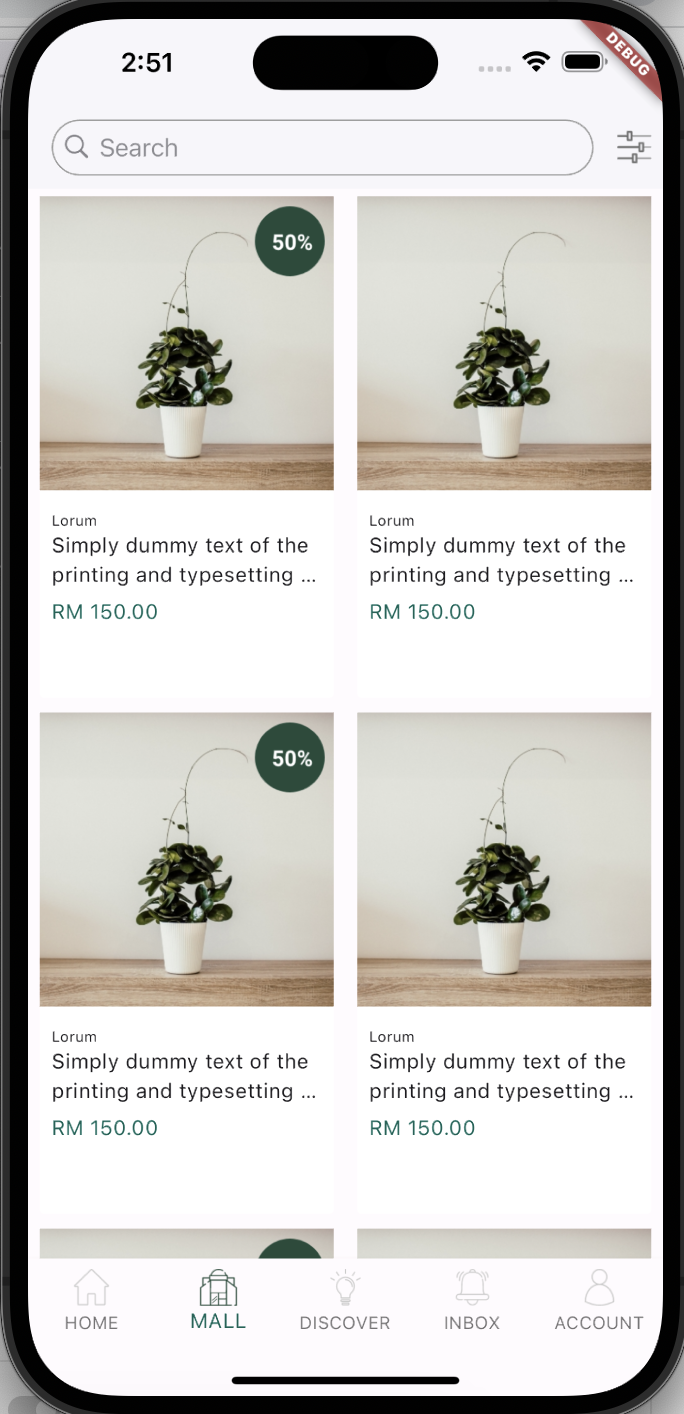 2:51
DEBUG
Search
50%
Lorum
Simply dummy text of the
printing and typesetting ...
RM 150.00
Lorum
Simply dummy text of the
printing and typesetting ...
RM 150.00
50%
Lorum
Simply dummy text of the
printing and typesetting ...
RM 150.00
Lorum
Simply dummy text of the
printing and typesetting ...
RM 150.00
HOME
MALL
DISCOVER
INBOX
ACCOUNT